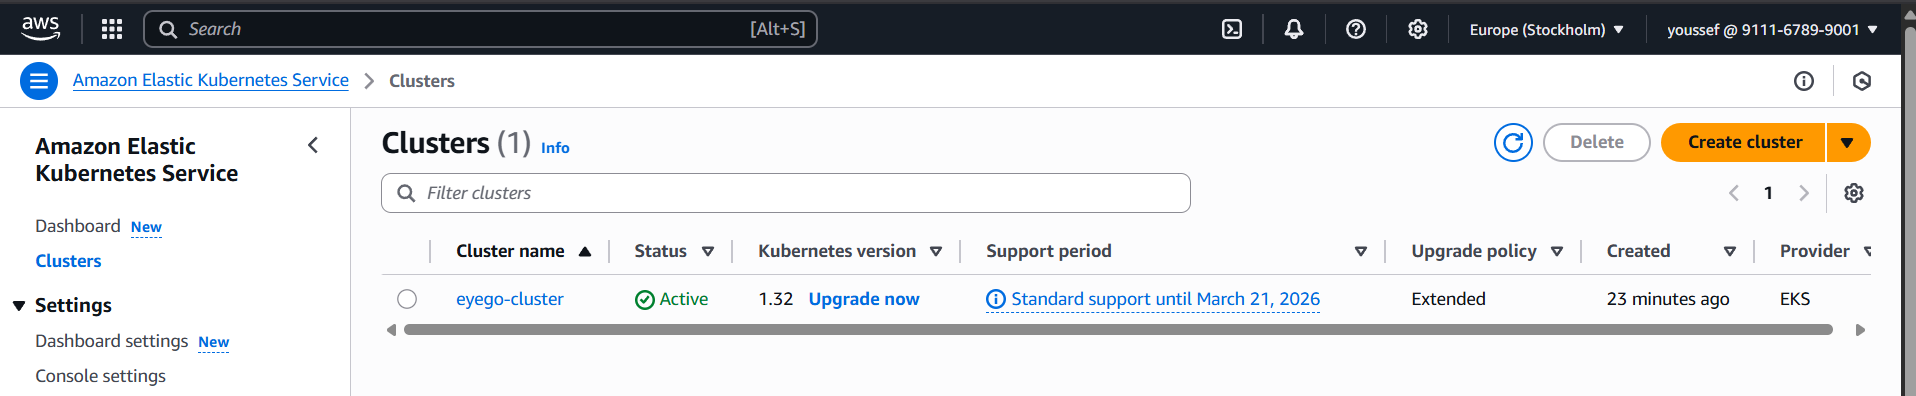 aws Search [Alt+S] Europe (Stockholm) youssef @ 9111-6789-9001
Amazon Elastic Kubernetes Service Clusters
Amazon Elastic
Kubernetes Service
Dashboard New
Clusters
Settings
Dashboard settings New
Console settings
Clusters (1) Info Delete Create cluster
Filter clusters 1
Cluster name Status Kubernetes version Support period Upgrade policy Created Provider
eyego-cluster Active 1.32 Upgrade now Standard support until March 21, 2026 Extended 23 minutes ago EKS